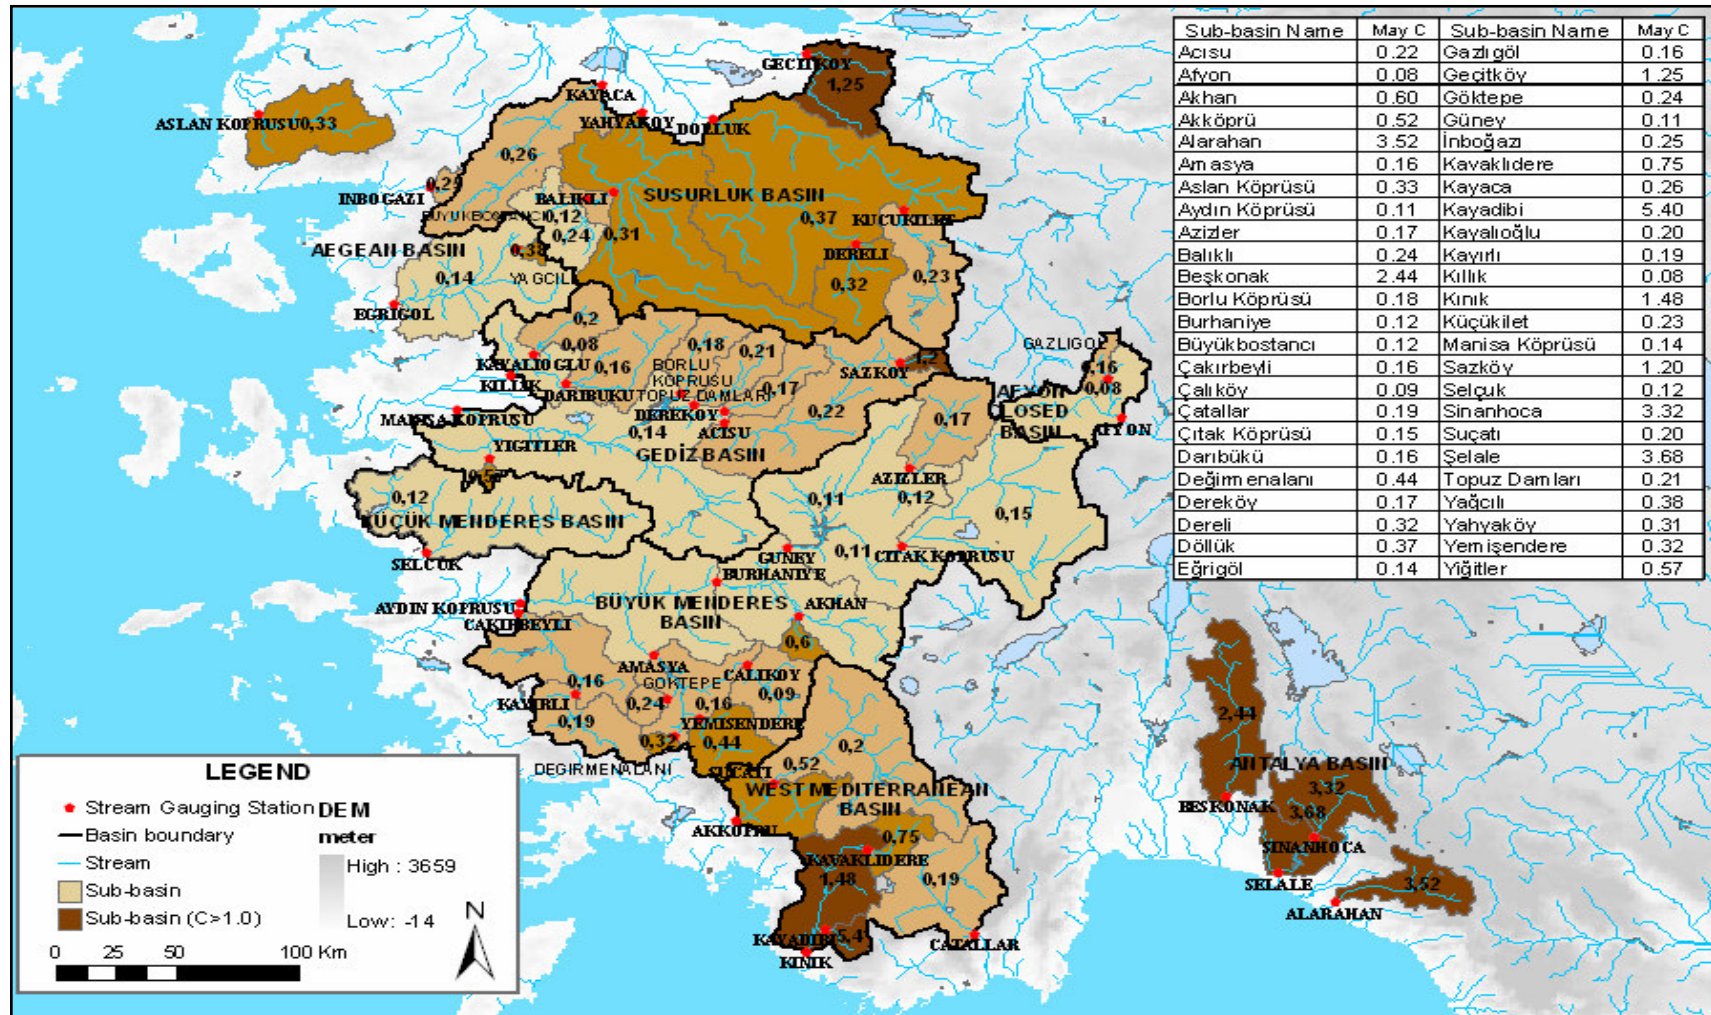 Sub-basin Name May C Sub-basin Name May C
Acısu 0.22 Gazlıgöl 0.16
Afyon 0.08 Geçitköy 1.25
Akhan 0.60 Göktepe 0.24
Akköprü 0.52 Güney 0.11
Alarahan 3.52 İnboğazı 0.25
Amasya 0.16 Kavaklıdere 0.75
Aslan Köprüsü 0.33 Kayaca 0.26
Aydın Köprüsü 0.11 Kayadibi 5.40
Azizler 0.17 Kayalıoğlu 0.20
Balıklı 0.24 Kayırlı 0.19
Beşkonak 2.44 Kıllık 0.08
Borlu Köprüsü 0.18 Kınık 1.48
Burhaniye 0.12 Küçükilet 0.23
Büyükbostancı 0.12 Manisa Köprüsü 0.14
Çakırbeyli 0.16 Sazköy 1.20
Çalıköy 0.09 Selçuk 0.12
Çatallar 0.19 Sinanhoca 3.32
Çıtak Köprüsü 0.15 Suçatı 0.20
Darıbükü 0.16 Şelale 3.68
Değirmenalanı 0.44 Topuz Damları 0.21
Dereköy 0.17 Yağcılı 0.38
Dereli 0.32 Yahyaköy 0.31
Döllük 0.37 Yemişendere 0.32
Eğrigöl 0.14 Yiğitler 0.57
GECITKOY
1,25
KAYACA
ASLAN KOPRUSU 0,33
YAHYAKOY
DOLLUK
0,26
INBOGAZI
BALIKLI
SUSURLUK BASIN
0,12
0,37
KUCUKILET
AEGEAN BASIN
0,24
0,31
DERELI
0,38
0,14
YAGCILI
0,32
0,23
EGRIGOL
0,2
0,08
0,18
0,21
GAZLIGOL
KAYALIOGLU
0,16
BORLU
KOPRUSU
SAZKOY
0,16
KILLIK
DARIBUKU
TOPUZ DAMLARI
0,17
0,08
MANISA KOPRUSU
DEREKOY
0,22
0,17
BASIN
AFYON
0,14
ACISU
YIGITLER
GEDIZ BASIN
AZIZLER
0,12
0,11
0,12
0,15
KÜÇÜK MENDERES BASIN
GUNEY
0,11
CITAK KOPRUSU
SELCUK
BURHANIYE
AYDIN KOPRUSU
BÜYÜK MENDERES
BASIN
AKHAN
CAKIRBEYLI
0,6
AMASYA
CALIKOY
0,16
GOKTEPE
0,09
KAYIRLI
0,24
0,16
0,19
YEMISENDERE
0,32
0,44
0,2
DEGIRMENALANI
SUCATI
0,52
WEST MEDITERRANEAN
BASIN
AKKOPRU
0,75
KAVAKLIDERE
1,48
0,19
KAYADIBI
5,4
CATALLAR
KINIK
2,44
ANTALYA BASIN
BESKONAK
3,32
3.68
SINANHOCA
SELALE
3,52
ALARAHAN
LEGEND
Stream Gauging Station
Basin boundary
Stream
Sub-basin
Sub-basin (C>1.0)
DEM
meter
High : 3659
Low: -14
N
0 50 100 Km